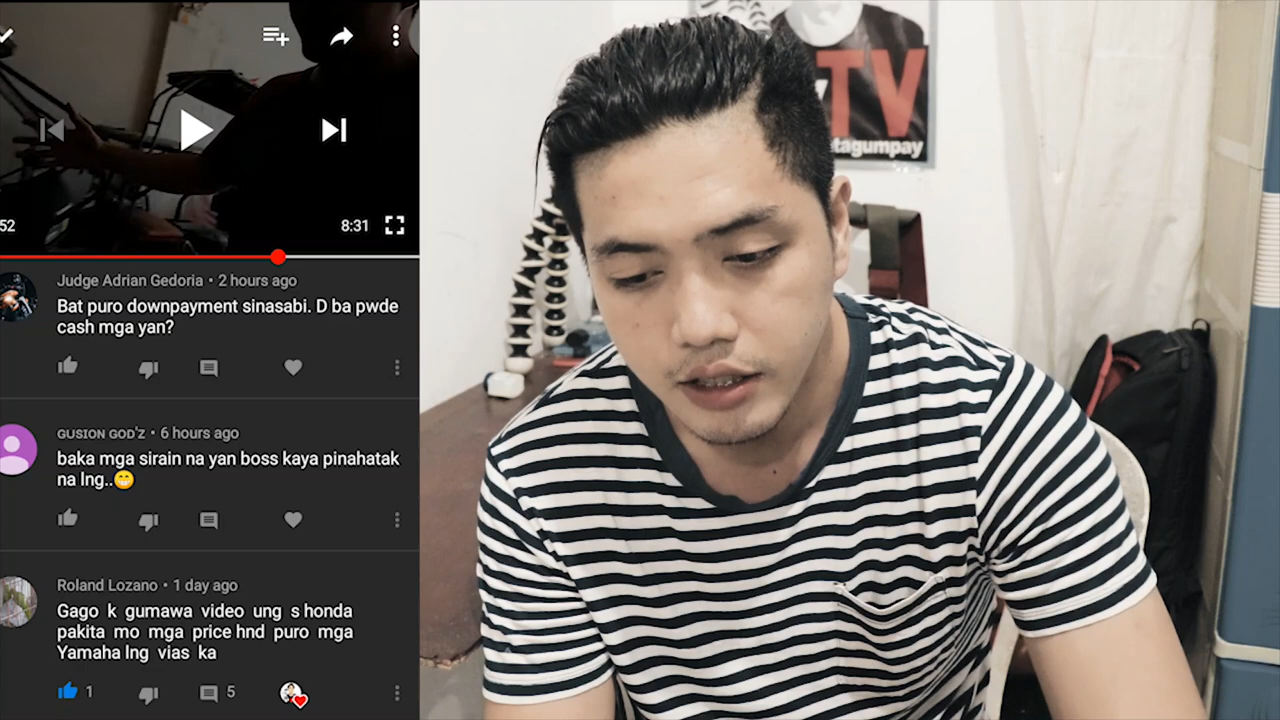 52
8:31
Judge Adrian Gedoria • 2 hours ago
Bat puro downpayment sinasabi. D ba pwde
cash mga yan?
GUSION GOD'Z • 6 hours ago
baka mga sirain na yan boss kaya pinahatak
na lng..😁
Roland Lozano • 1 day ago
Gago k gumawa video ung s honda
pakita mo mga price hnd puro mga
Yamaha lng vias ka
1
5
TV
tagumpay